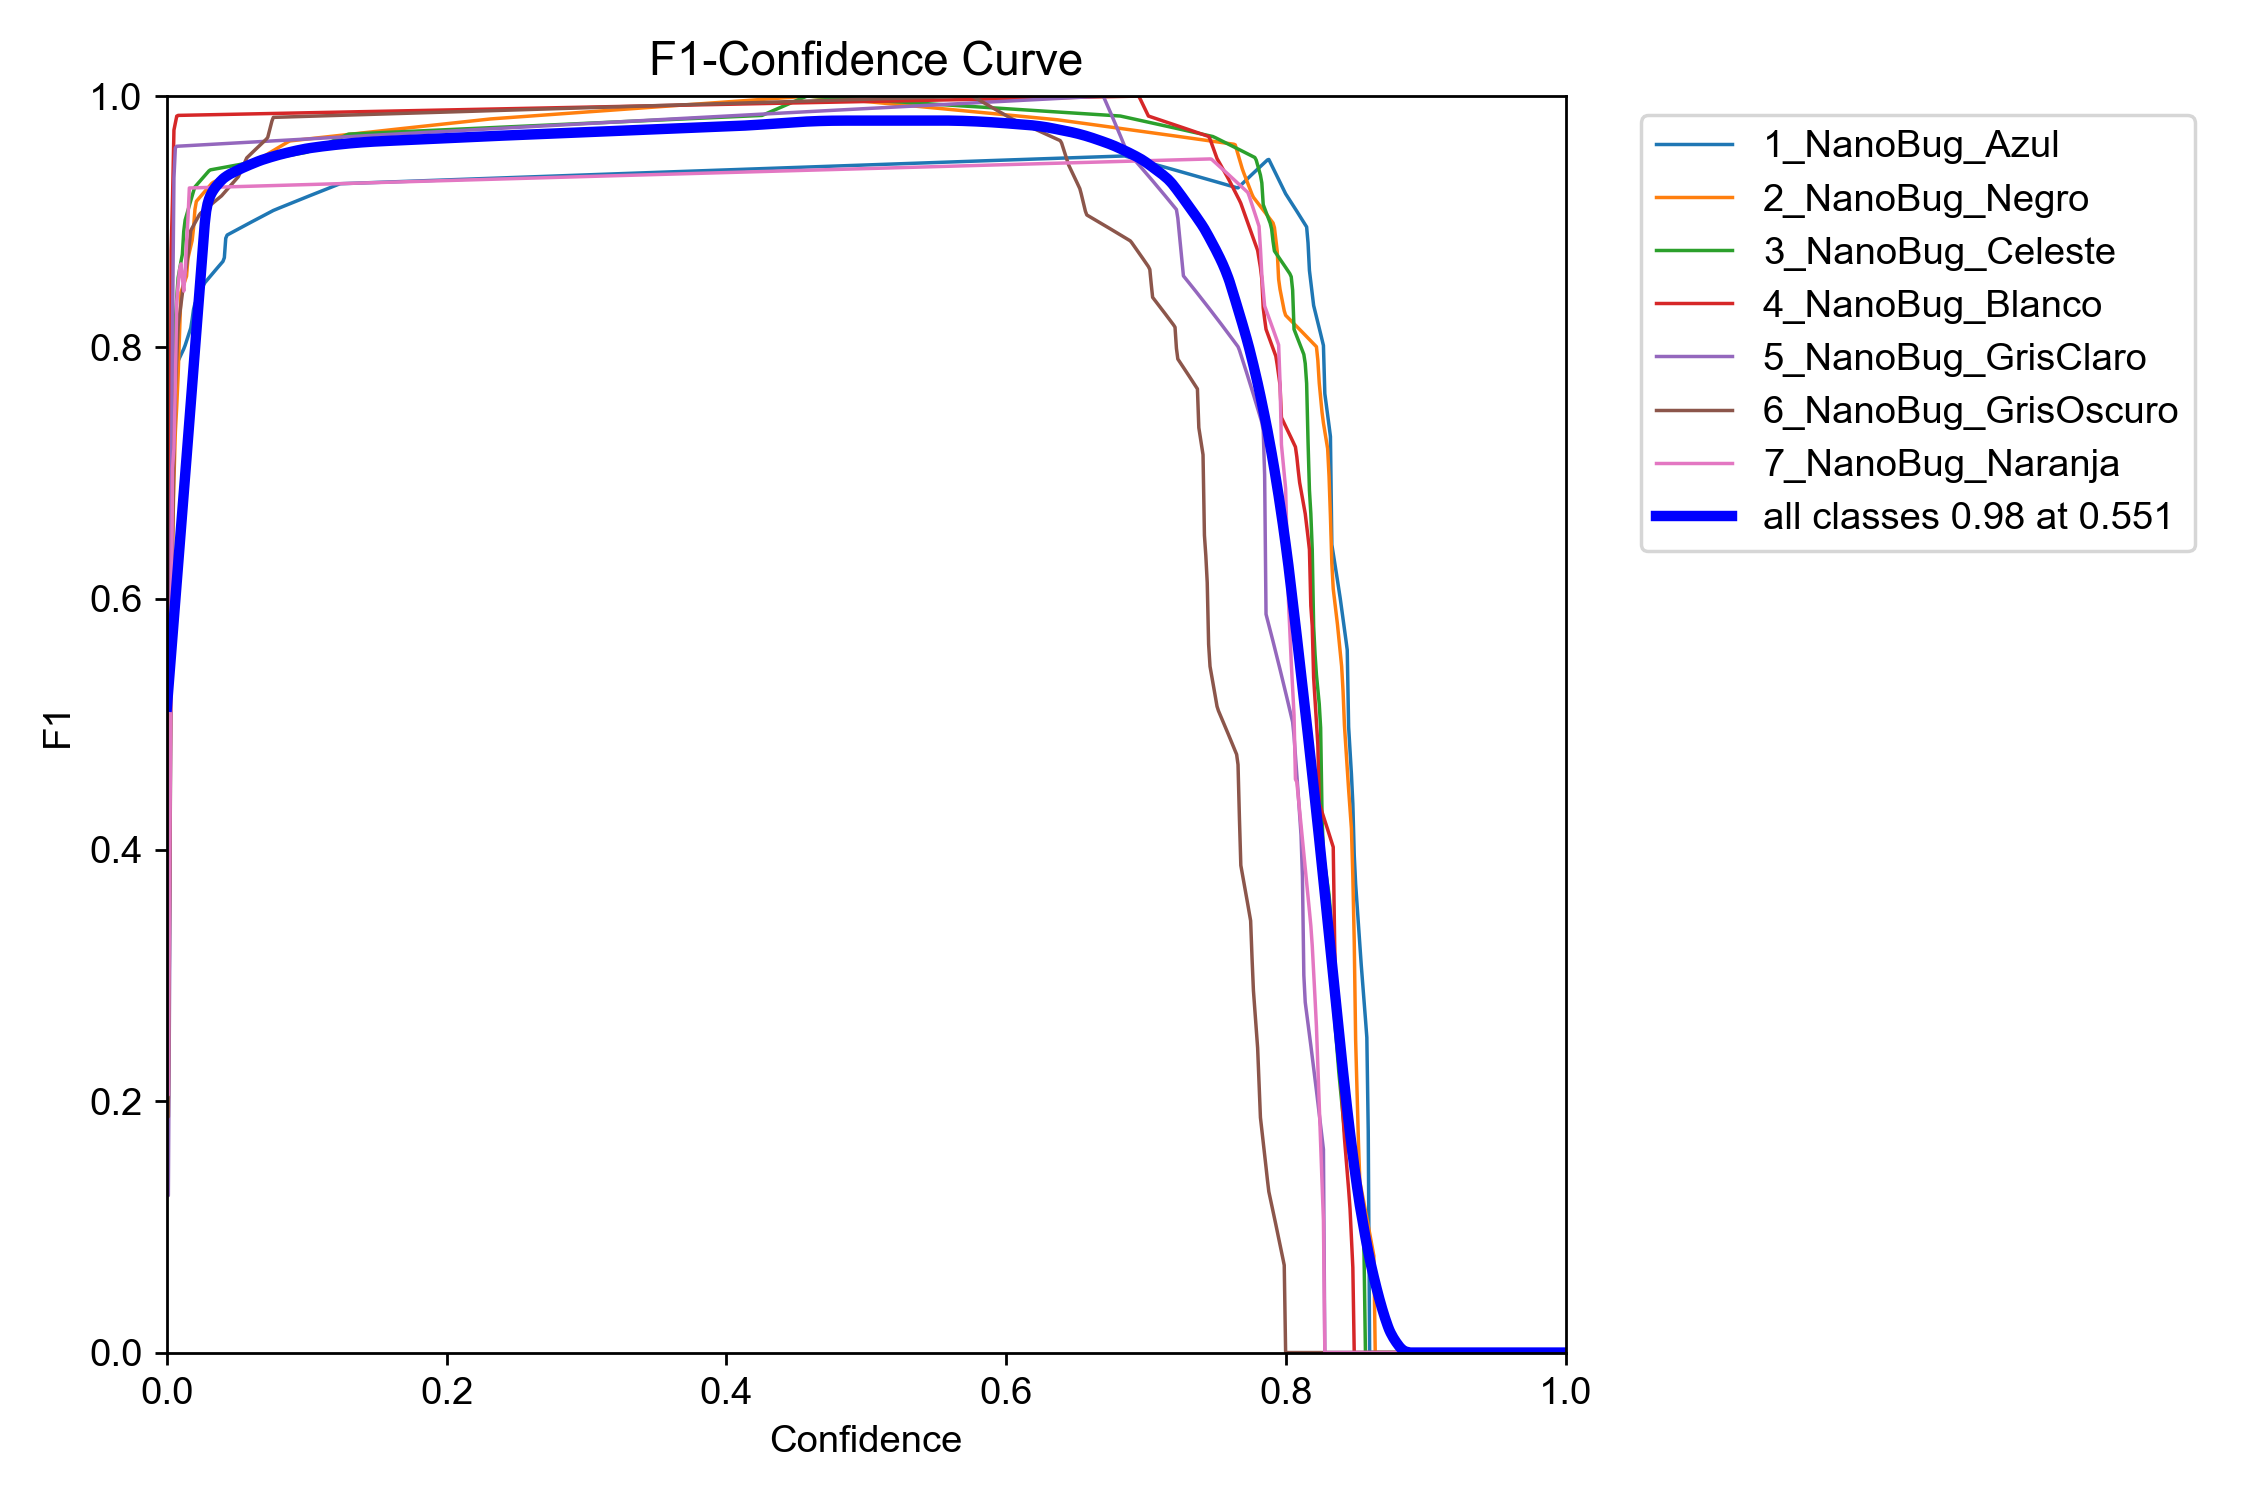 F1-Confidence Curve
1.0
0.8
0.6
0.4
0.2
0.0
F1
0.0 0.2 0.4 0.6 0.8 1.0
Confidence
1_NanoBug_Azul
2_NanoBug_Negro
3_NanoBug_Celeste
4_NanoBug_Blanco
5_NanoBug_GrisClaro
6_NanoBug_GrisOscuro
7_NanoBug_Naranja
all classes 0.98 at 0.551